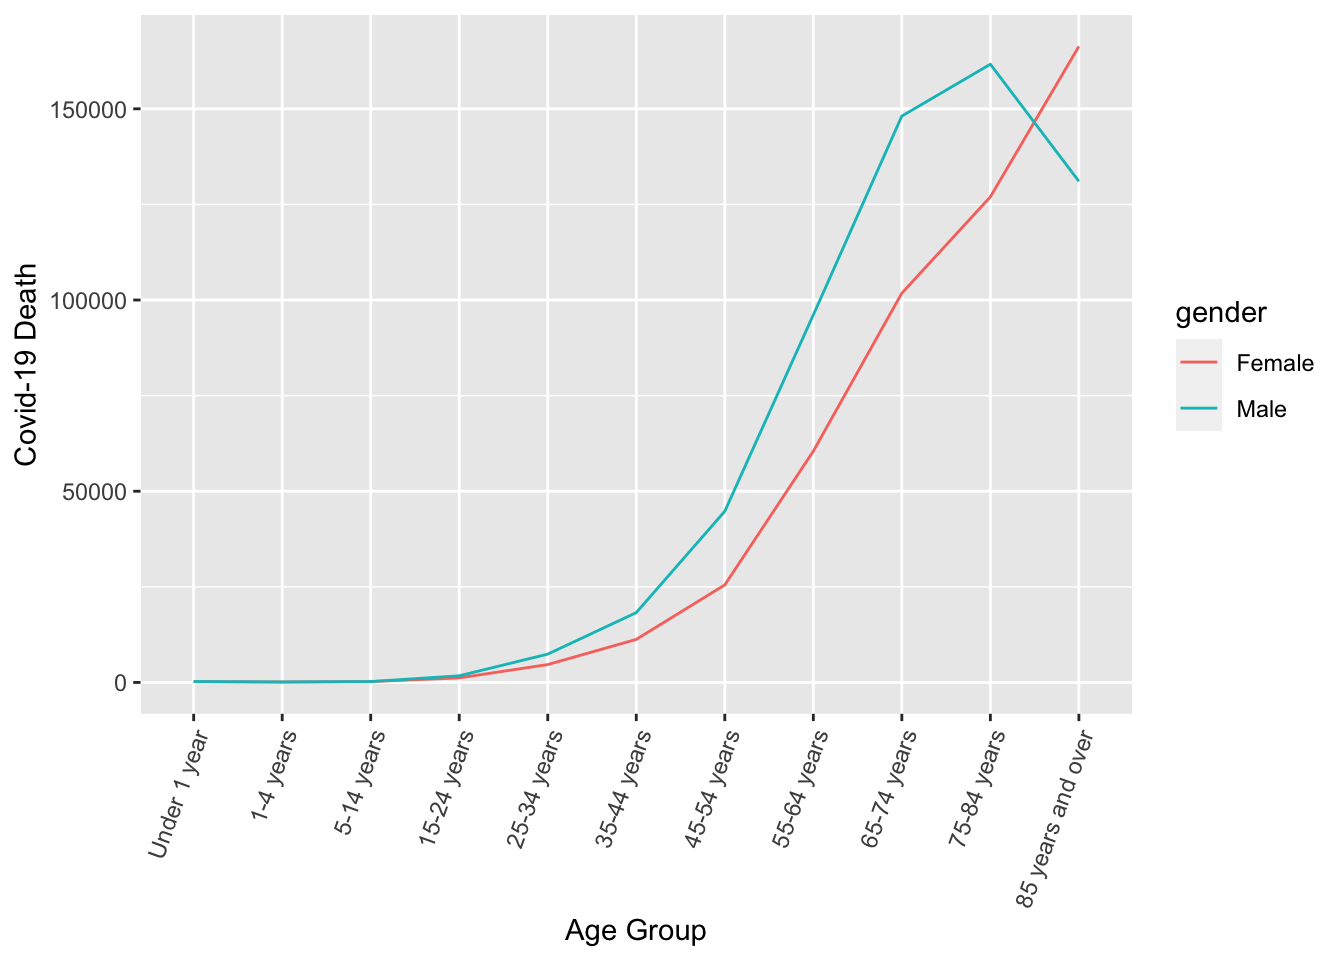 150000
100000
50000
0
Covid-19 Death
Under 1 year
1-4 years
5-14 years
15-24 years
25-34 years
35-44 years
45-54 years
55-64 years
65-74 years
75-84 years
85 years and over
Age Group
gender
Female
Male